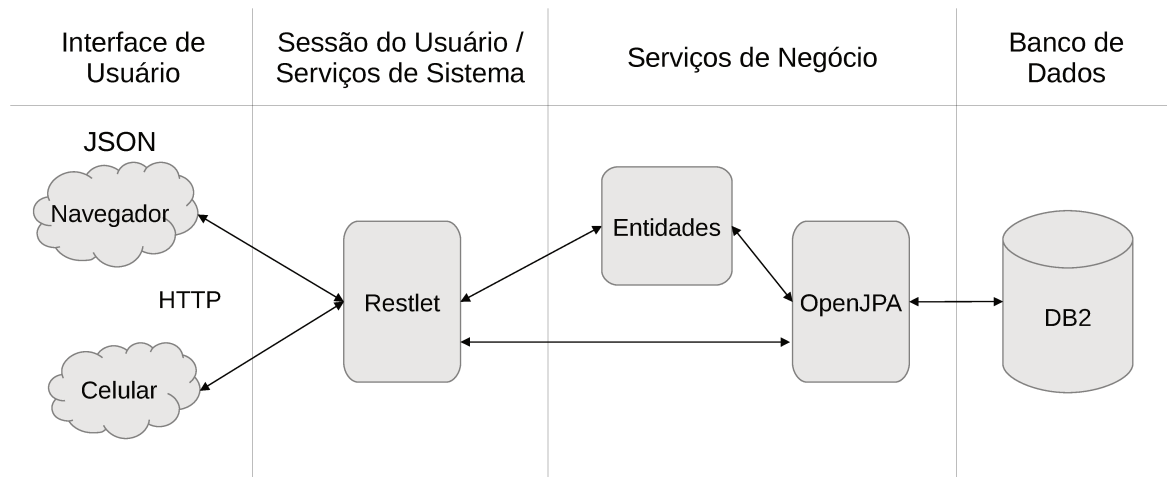 Interface de
Usuário
Sessão do Usuário /
Serviços de Sistema
Serviços de Negócio
Banco de
Dados
JSON
Navegador
HTTP
Celular
Restlet
Entidades
OpenJPA
DB2